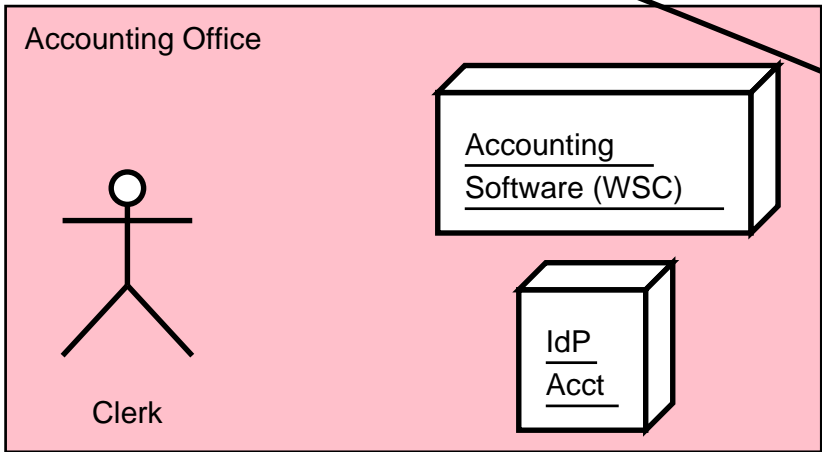 Accounting Office
Accounting
Software (WSC)
IdP
Acct
Clerk